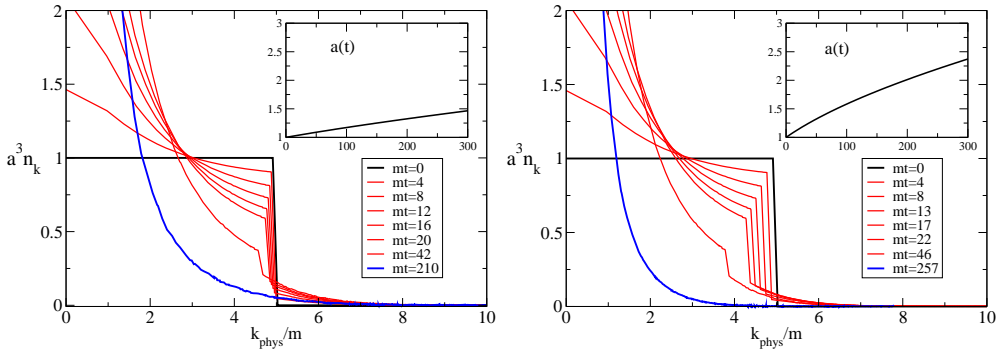 2
1.5
1
0.5
0
a³ n_k
0 2 4 6 8 10
k_phys/m
3
2.5
2
1.5
1
0 100 200 300
a(t)
mt=0
mt=4
mt=8
mt=12
mt=16
mt=20
mt=42
mt=210
2
1.5
1
0.5
0
a³ n_k
0 2 4 6 8 10
k_phys/m
3
2.5
2
1.5
1
0 100 200 300
a(t)
mt=0
mt=4
mt=8
mt=13
mt=17
mt=22
mt=46
mt=257